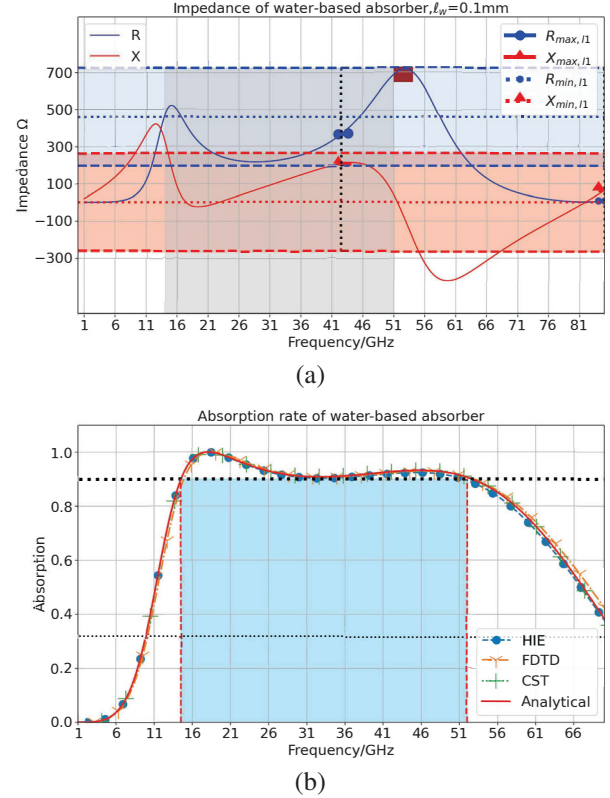 Impedance of water-based absorber,ℓw=0.1mm
R
X
Rmax,l1
Xmax,l1
Rmin,l1
Xmin,l1
Impedance Ω
700
500
300
100
−100
−300
1 6 11 16 21 26 31 36 41 46 51 56 61 66 71 76 81
Frequency/GHz
(a)
Absorption rate of water-based absorber
Absorption
1.0
0.8
0.6
0.4
0.2
0.0
HIE
FDTD
CST
Analytical
1 6 11 16 21 26 31 36 41 46 51 56 61 66
Frequency/GHz
(b)